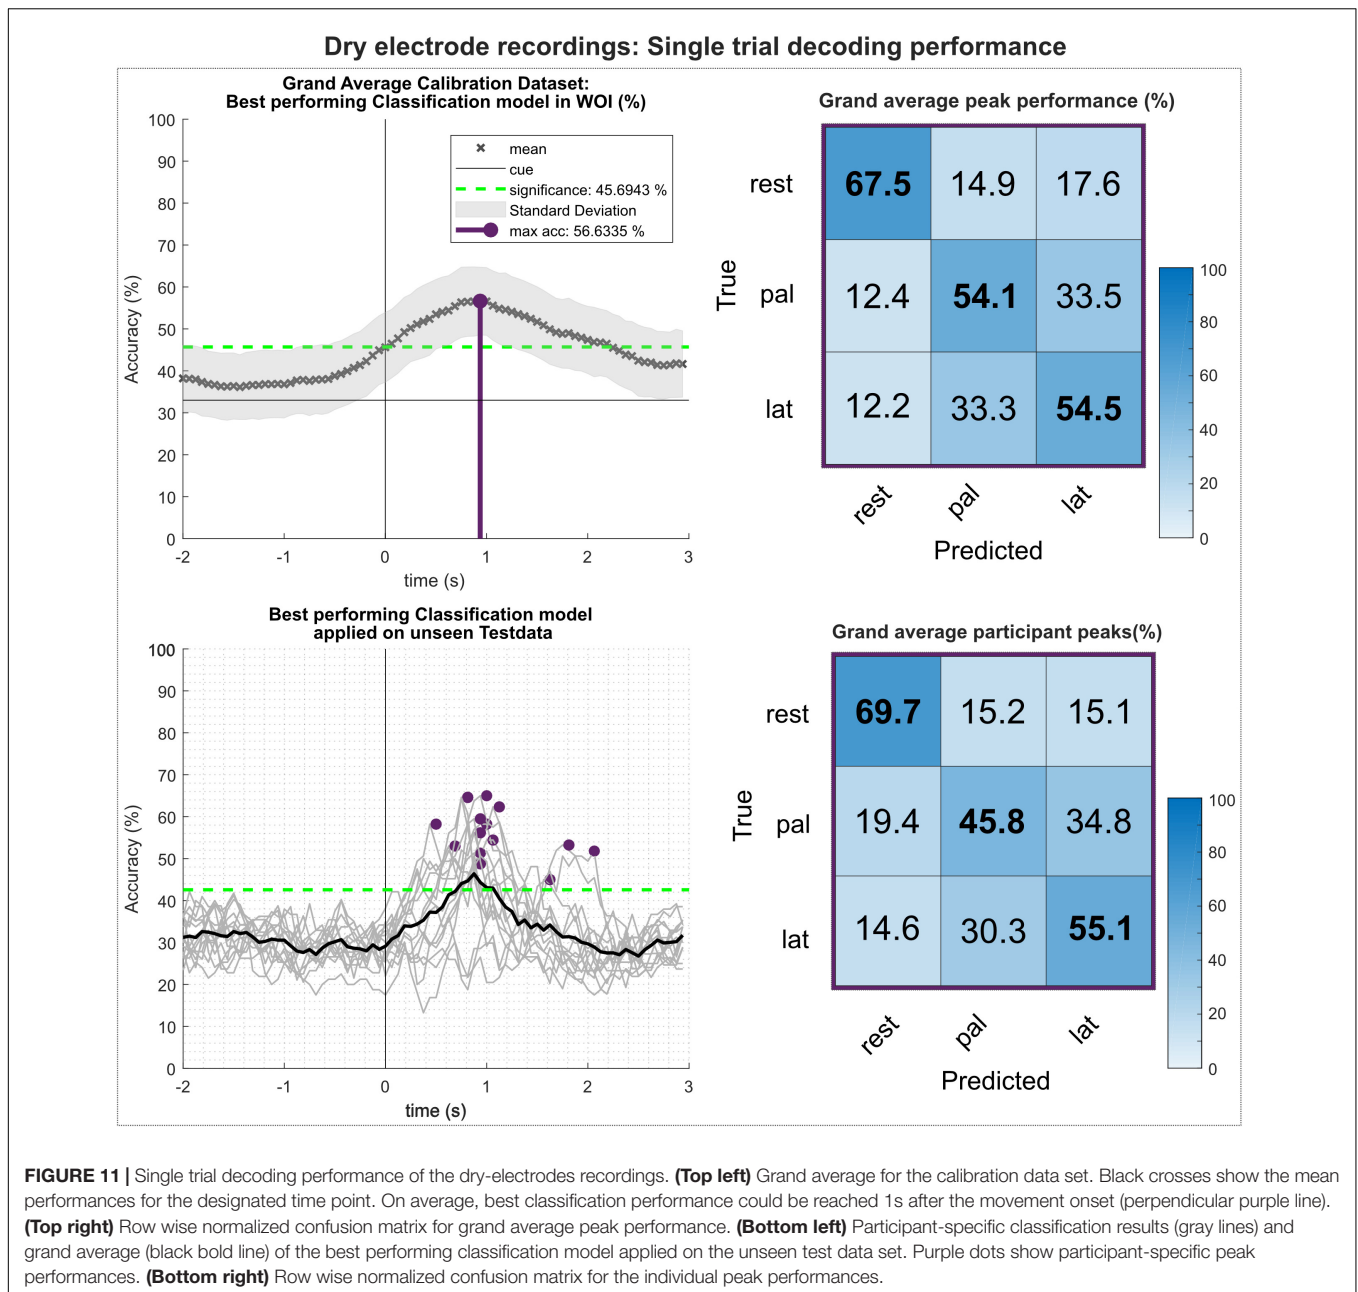 Dry electrode recordings: Single trial decoding performance
Grand Average Calibration Dataset:
Best performing Classification model in WOI (%)
100
90
80
70
60
50
40
30
20
10
0
Accuracy (%)
mean
cue
significance: 45.6943 %
Standard Deviation
max acc: 56.6335 %
-2
-1
0
1
2
3
time (s)
Grand average peak performance (%)
True
rest
67.5 14.9 17.6
pal
12.4 54.1 33.5
lat
12.2 33.3 54.5
rest pal lat
Predicted
100
80
60
40
20
0
Best performing Classification model
applied on unseen Testdata
100
90
80
70
60
50
40
30
20
10
0
Accuracy (%)
-2
-1
0
1
2
3
time (s)
Grand average participant peaks(%)
True
rest
69.7 15.2 15.1
pal
19.4 45.8 34.8
lat
14.6 30.3 55.1
rest pal lat
Predicted
100
80
60
40
20
0
FIGURE 11 | Single trial decoding performance of the dry-electrodes recordings. (Top left) Grand average for the calibration data set. Black crosses show the mean
performances for the designated time point. On average, best classification performance could be reached 1s after the movement onset (perpendicular purple line).
(Top right) Row wise normalized confusion matrix for grand average peak performance. (Bottom left) Participant-specific classification results (gray lines) and
grand average (black bold line) of the best performing classification model applied on the unseen test data set. Purple dots show participant-specific peak
performances. (Bottom right) Row wise normalized confusion matrix for the individual peak performances.